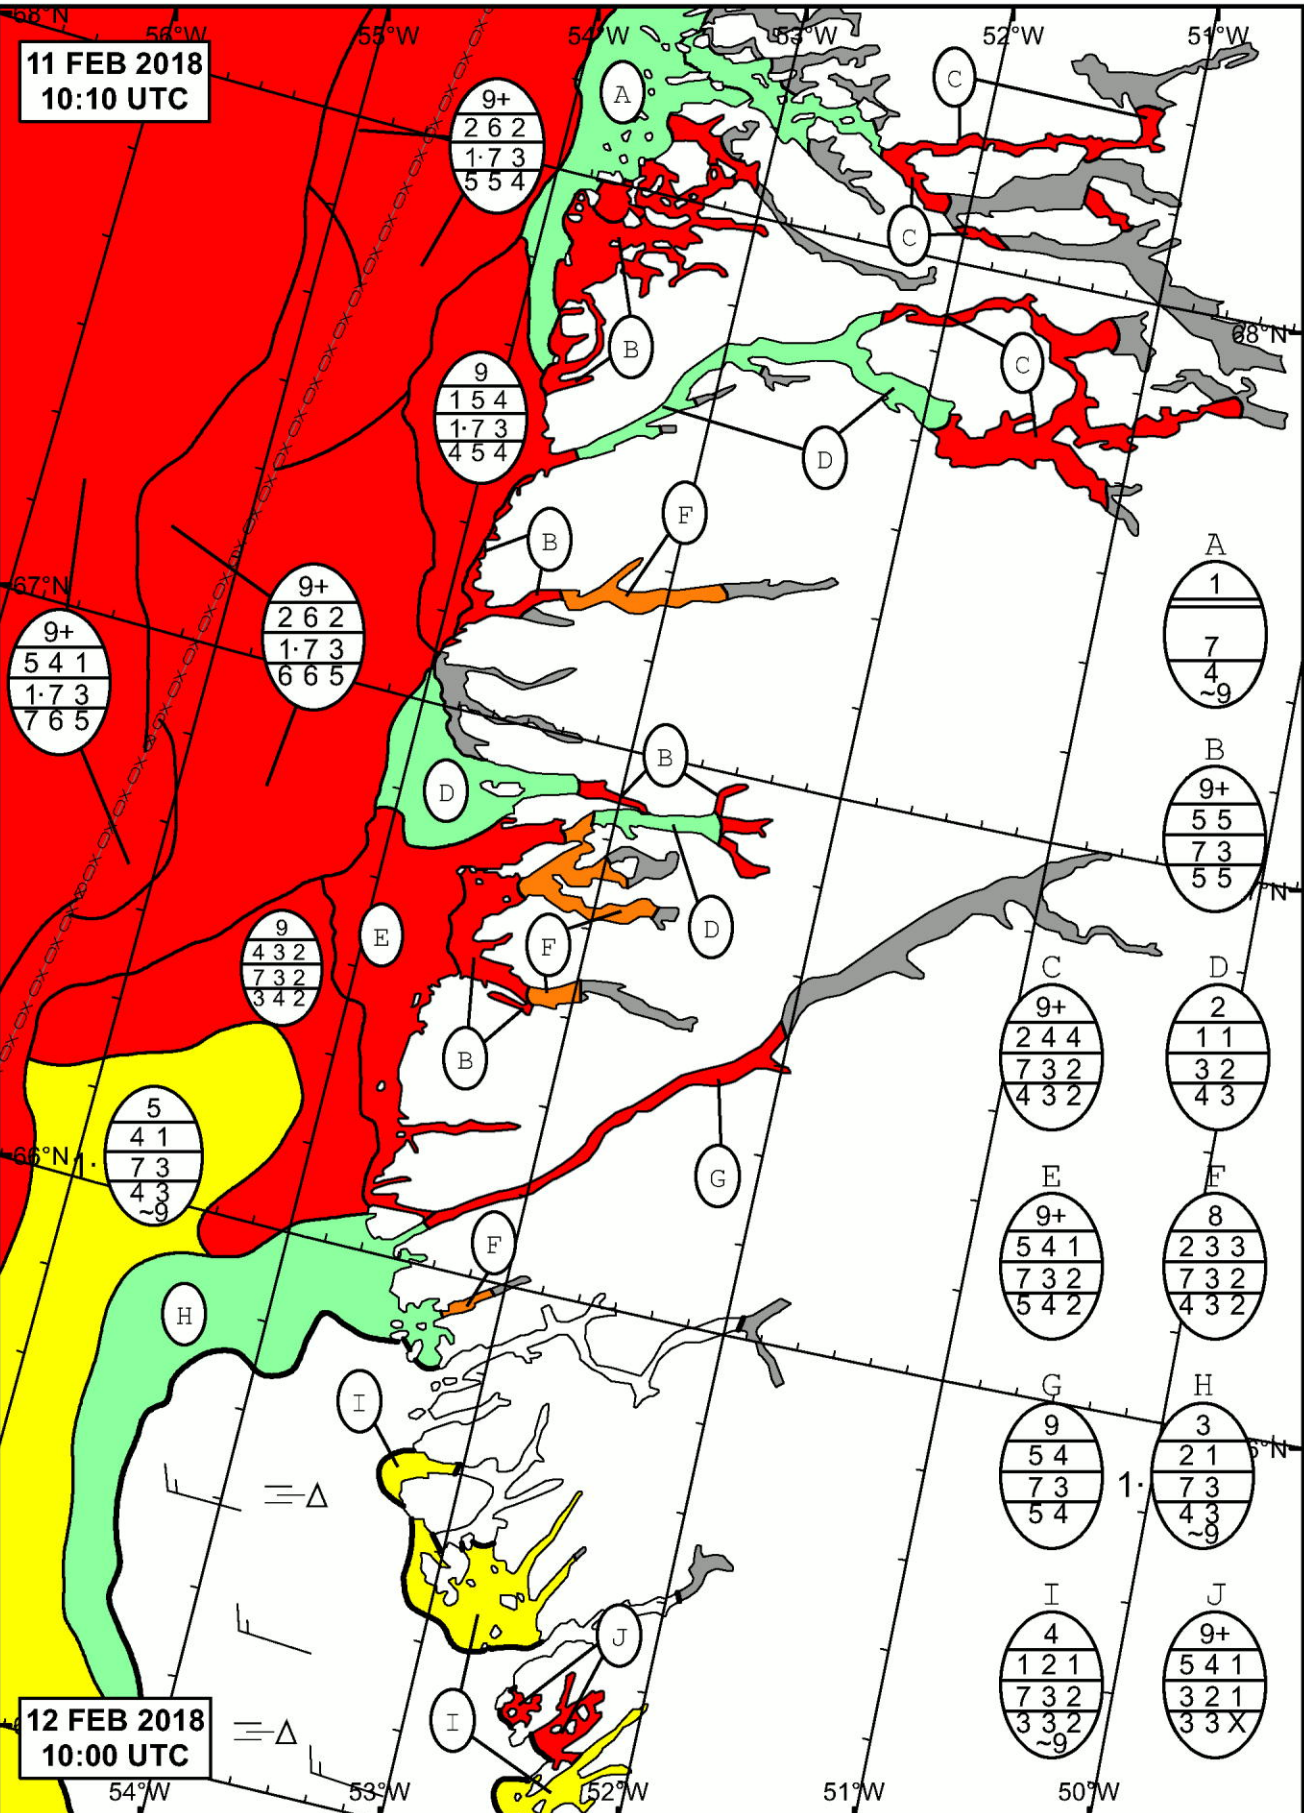 68°N
56°W
55°W
54°W
53°W
52°W
51°W
11 FEB 2018
10:10 UTC
9+
2 6 2
1· 7 3
5 5 4
A
C
C
B
68°N
9
1 5 4
1· 7 3
4 5 4
C
D
F
B
A
1
7
4
~9
67°N
9+
2 6 2
1· 7 3
6 6 5
9+
5 4 1
1· 7 3
7 6 5
B
D
B
9+
5 5
7 3
5 5
7°N
E
D
F
9
4 3 2
7 3 2
3 4 2
B
C
9+
2 4 4
7 3 2
4 3 2
D
2
1 1
3 2
4 3
66°N
1·
5
4 1
7 3
4 3
~9
G
F
E
9+
5 4 1
7 3 2
5 4 2
F
8
2 3 3
7 3 2
4 3 2
H
I
G
9
5 4
7 3
5 4
H
1·
3
2 1
7 3
4 3
~9
6°N
J
I
I
4
1 2 1
7 3 2
3 3 2
~9
J
9+
5 4 1
3 2 1
3 3 X
12 FEB 2018
10:00 UTC
54°W
53°W
52°W
51°W
50°W